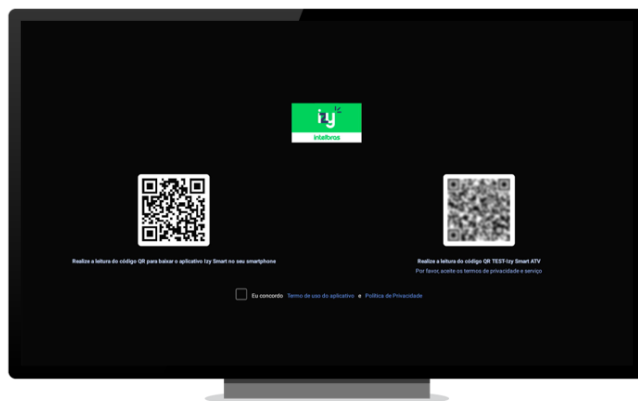 izy
intelbras
Realize a leitura do código QR para baixar o aplicativo Izy Smart no seu smartphone
Realize a leitura do código QR TEST-Izy Smart ATV
Por favor, aceite os termos de privacidade e serviço
Eu concordo Termo de uso do aplicativo e Política de Privacidade